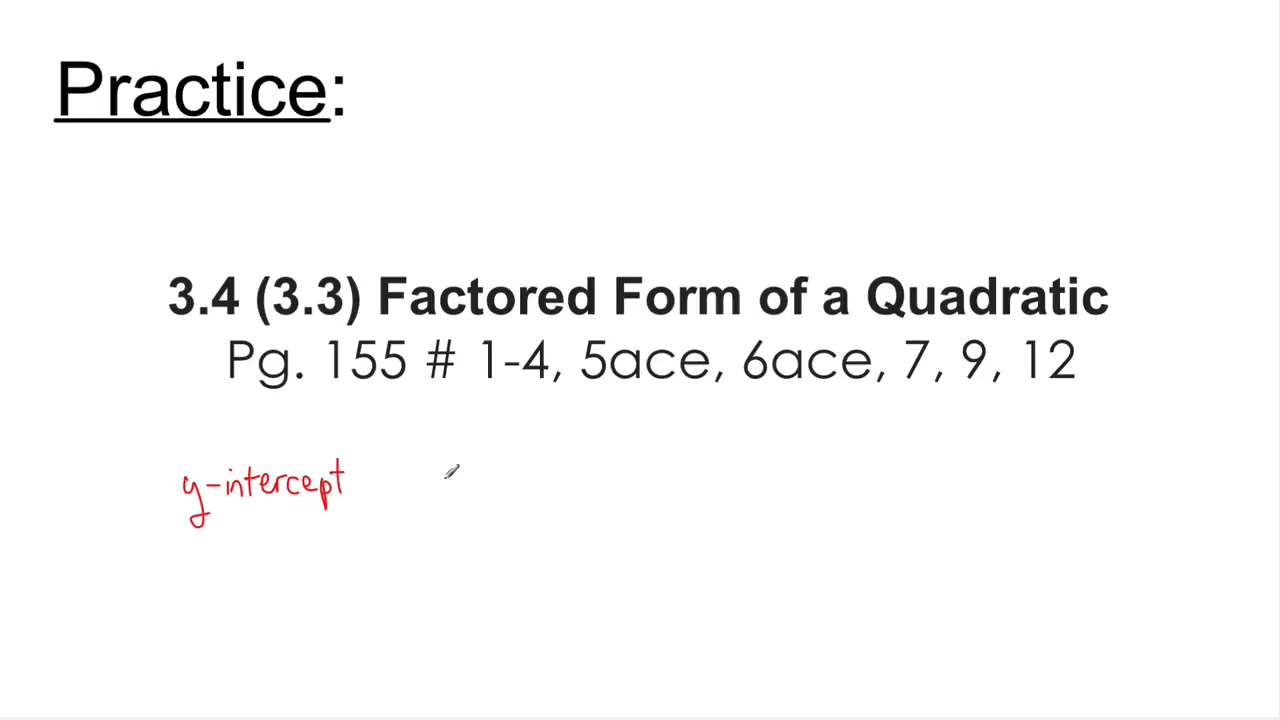 Practice:
3.4 (3.3) Factored Form of a Quadratic
Pg. 155 # 1-4, 5ace, 6ace, 7, 9, 12
y-intercept